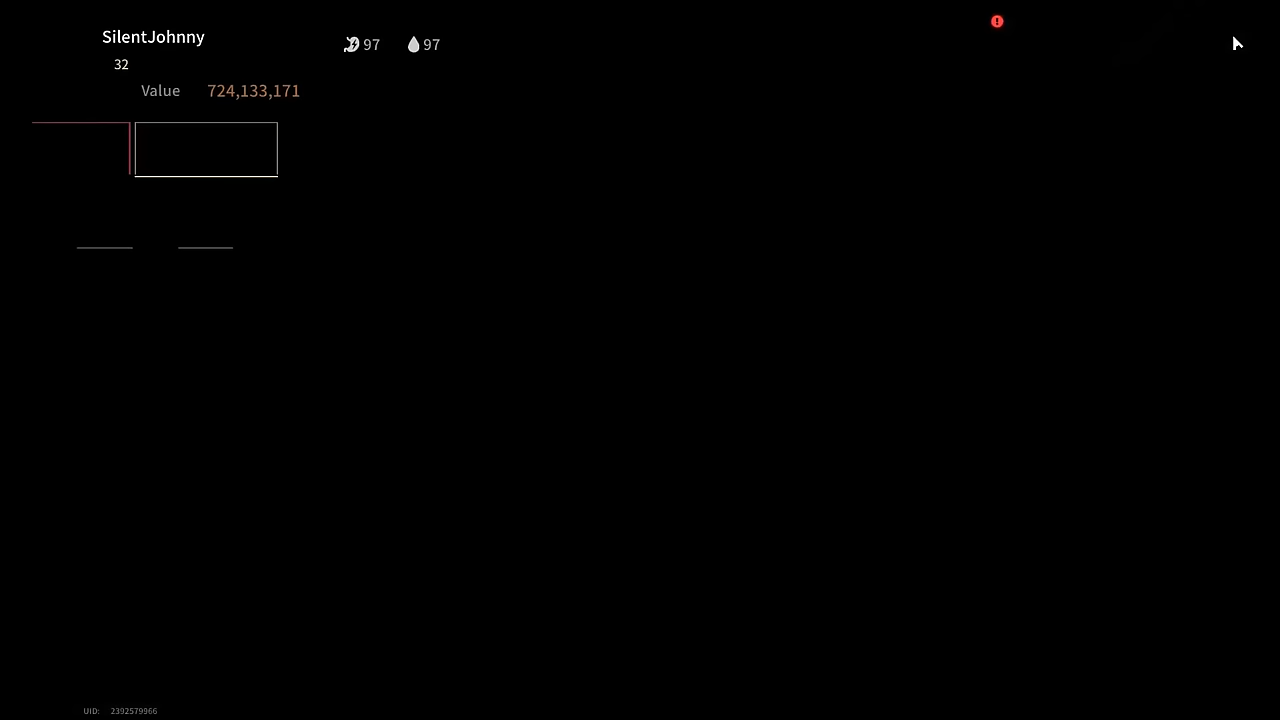 SilentJohnny
97 97
32
Value 724,133,171
UID: 2392579966